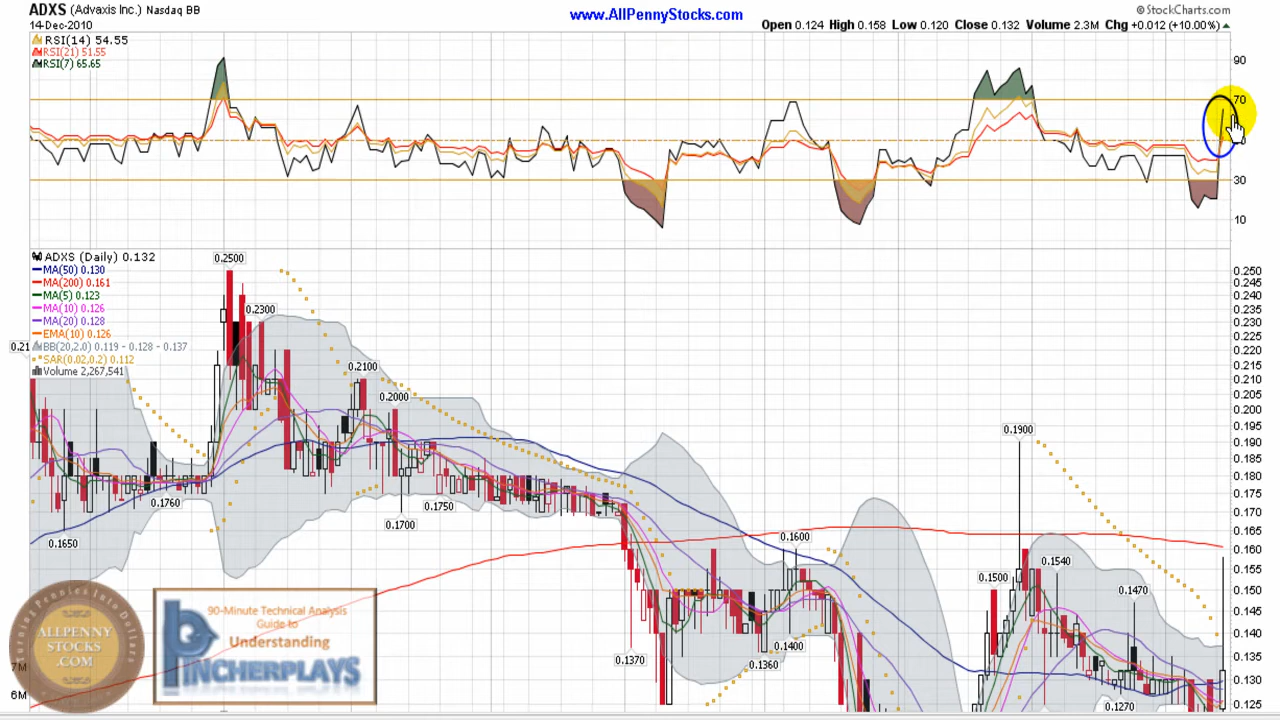 ADXS (Advaxis Inc.) Nasdaq BB
www.AllPennyStocks.com
© StockCharts.com
14-Dec-2010
Open 0.124 High 0.158 Low 0.120 Close 0.132 Volume 2.3M Chg +0.012 (+10.00%)
RSI(14) 54.55
RSI(21) 51.55
RSI(7) 65.65
90
70
30
10
ADXS (Daily) 0.132
MA(50) 0.130
MA(200) 0.161
MA(5) 0.123
MA(10) 0.126
MA(20) 0.128
EMA(10) 0.126
BB(20,2.0) 0.119 - 0.128 - 0.137
SAR(0.02,0.2) 0.112
Volume 2,267,541
0.2500
0.2300
0.2100
0.2000
0.1900
0.1760
0.1750
0.1700
0.1650
0.1600
0.1540
0.1500
0.1470
0.1400
0.1370
0.1360
0.1270
0.250
0.245
0.240
0.235
0.230
0.225
0.220
0.215
0.210
0.205
0.200
0.195
0.190
0.185
0.180
0.175
0.170
0.165
0.160
0.155
0.150
0.145
0.140
0.135
0.130
0.125
7M
6M
Turning Pennies Into Dollars
ALLPENNY
STOCKS
.COM
90-Minute Technical Analysis
Guide to
Understanding
PINCHERPLAYS